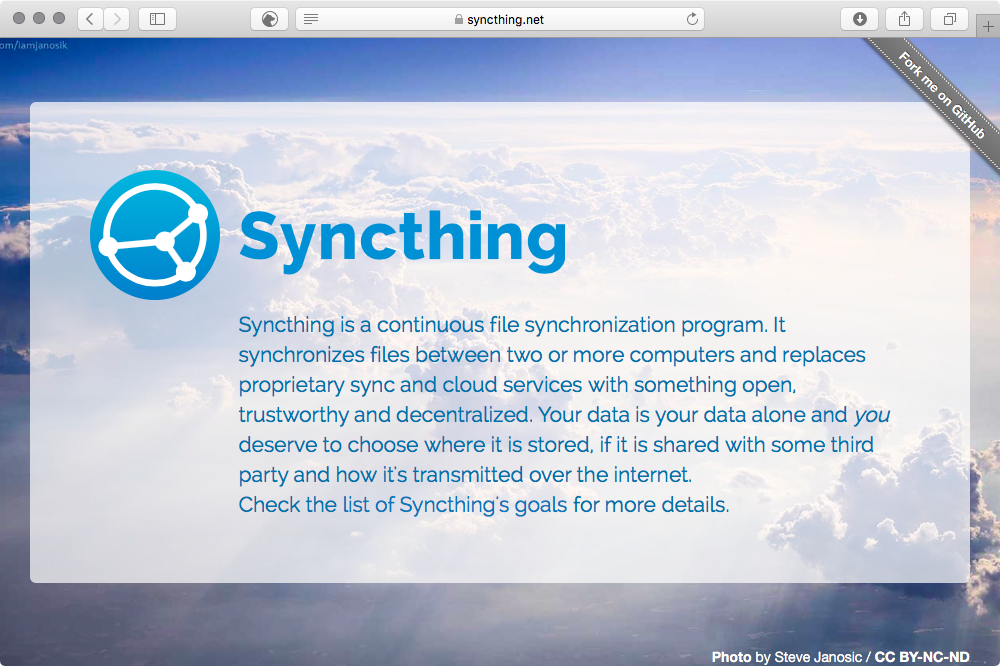 syncthing.net
om/iamjanosik
Fork me on GitHub
Syncthing
Syncthing is a continuous file synchronization program. It
synchronizes files between two or more computers and replaces
proprietary sync and cloud services with something open,
trustworthy and decentralized. Your data is your data alone and you
deserve to choose where it is stored, if it is shared with some third
party and how it's transmitted over the internet.
Check the list of Syncthing's goals for more details.
Photo by Steve Janosic / CC BY-NC-ND